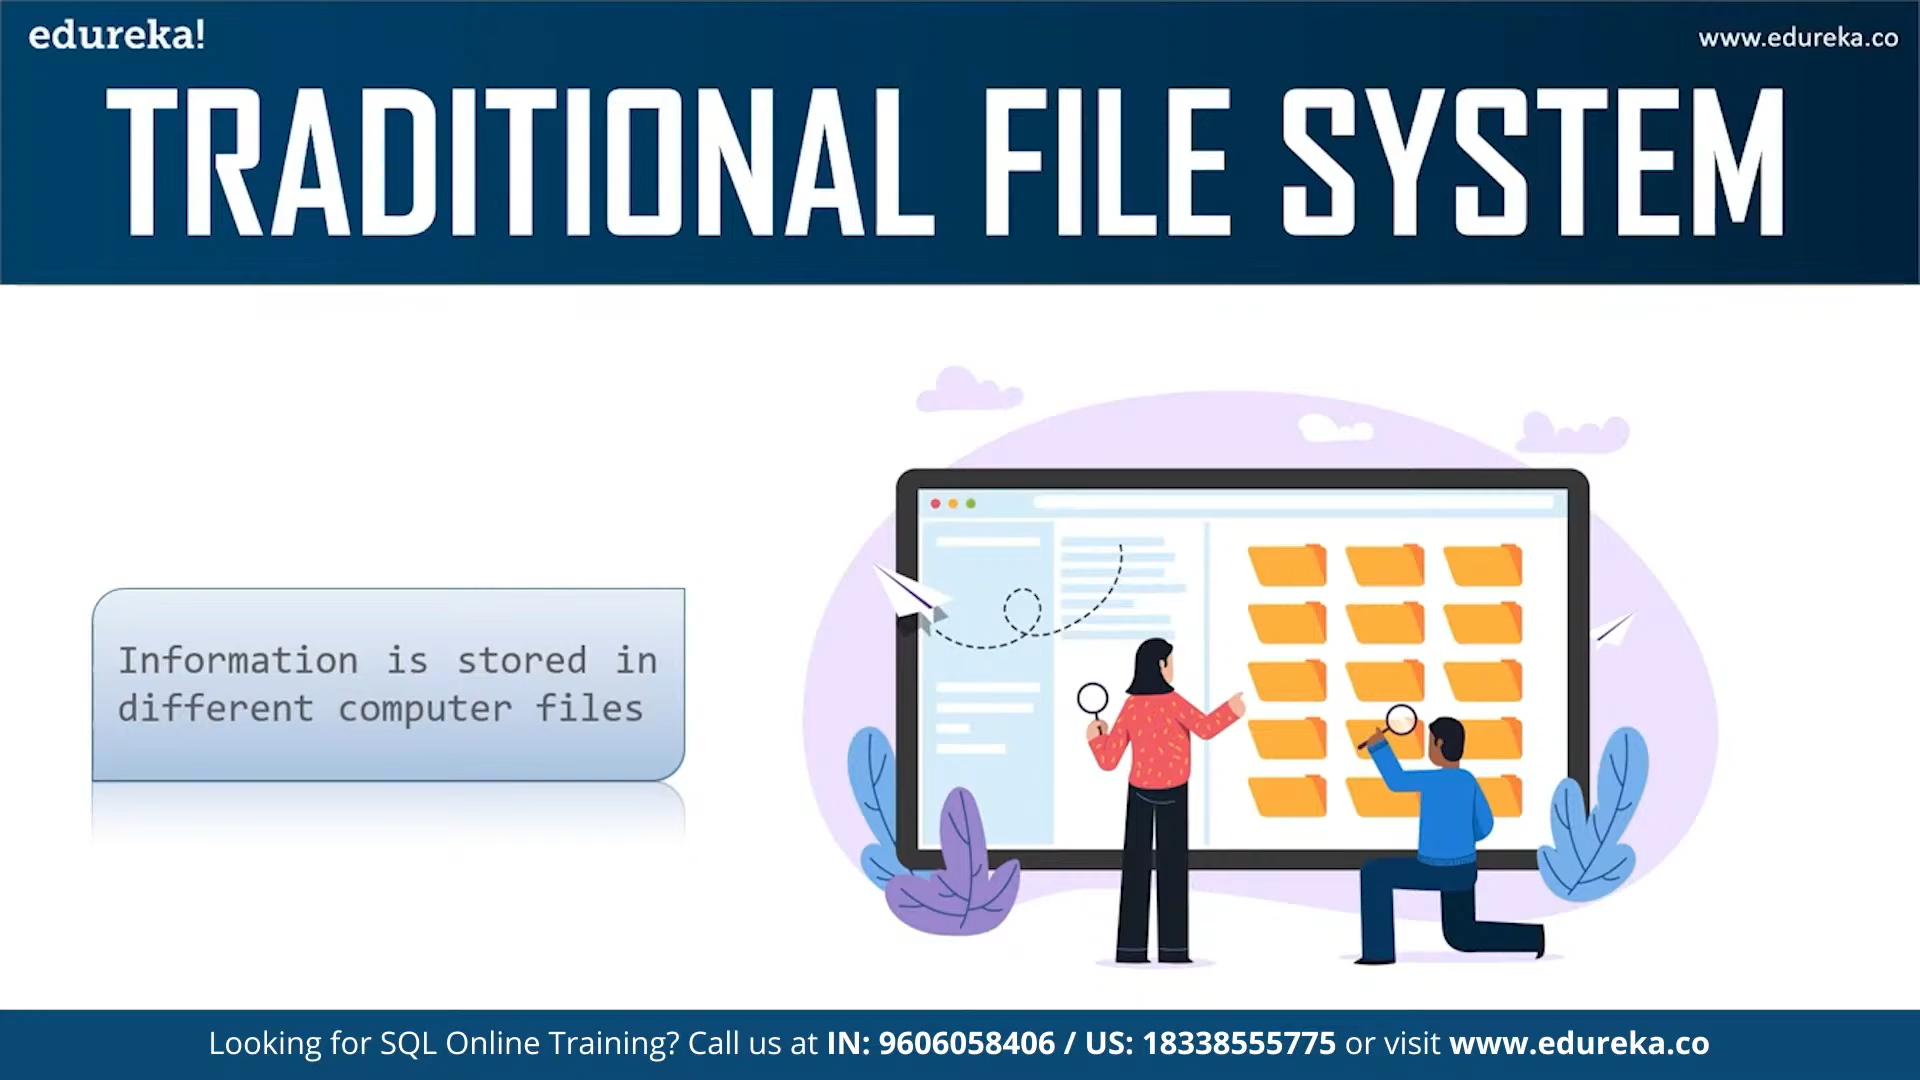 edureka!
www.edureka.co
TRADITIONAL FILE SYSTEM
Information is stored in
different computer files
Looking for SQL Online Training? Call us at IN: 9606058406 / US: 18338555775 or visit www.edureka.co